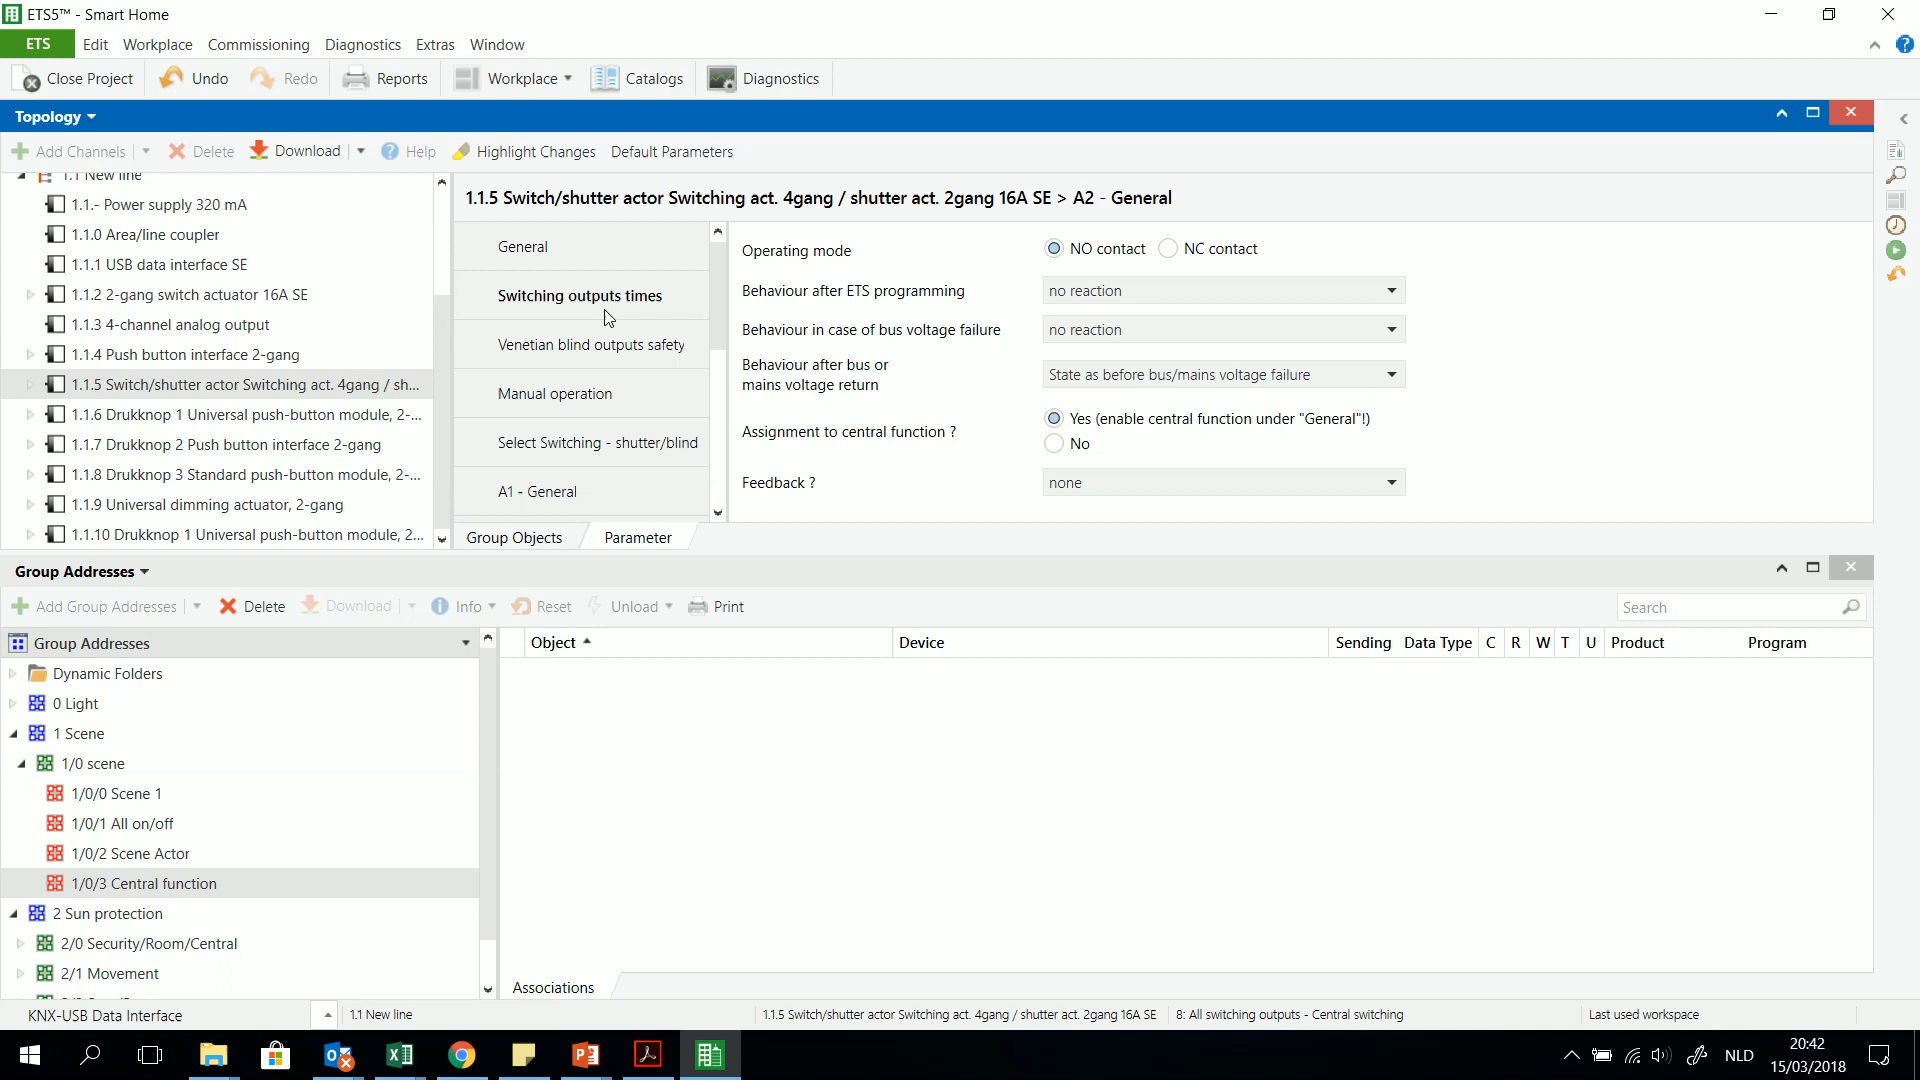 ETS5™ - Smart Home
ETS Edit Workplace Commissioning Diagnostics Extras Window
Close Project Undo Redo Reports Workplace Catalogs Diagnostics
Topology
Add Channels Delete Download Help Highlight Changes Default Parameters
1.1 New line
1.1.- Power supply 320 mA
1.1.0 Area/line coupler
1.1.1 USB data interface SE
1.1.2 2-gang switch actuator 16A SE
1.1.3 4-channel analog output
1.1.4 Push button interface 2-gang
1.1.5 Switch/shutter actor Switching act. 4gang / sh...
1.1.6 Drukknop 1 Universal push-button module, 2-...
1.1.7 Drukknop 2 Push button interface 2-gang
1.1.8 Drukknop 3 Standard push-button module, 2-...
1.1.9 Universal dimming actuator, 2-gang
1.1.10 Drukknop 1 Universal push-button module, 2...
1.1.5 Switch/shutter actor Switching act. 4gang / shutter act. 2gang 16A SE > A2 - General
General
Switching outputs times
Venetian blind outputs safety
Manual operation
Select Switching - shutter/blind
A1 - General
Operating mode NO contact NC contact
Behaviour after ETS programming no reaction
Behaviour in case of bus voltage failure no reaction
Behaviour after bus or
mains voltage return State as before bus/mains voltage failure
Assignment to central function ? Yes (enable central function under "General"!)
No
Feedback ? none
Group Objects Parameter
Group Addresses
Add Group Addresses Delete Download Info Reset Unload Print Search
Group Addresses
Dynamic Folders
0 Light
1 Scene
1/0 scene
1/0/0 Scene 1
1/0/1 All on/off
1/0/2 Scene Actor
1/0/3 Central function
2 Sun protection
2/0 Security/Room/Central
2/1 Movement
Object Device Sending Data Type C R W T U Product Program
Associations
KNX-USB Data Interface 1.1 New line 1.1.5 Switch/shutter actor Switching act. 4gang / shutter act. 2gang 16A SE 8: All switching outputs - Central switching Last used workspace
NLD 20:42
15/03/2018